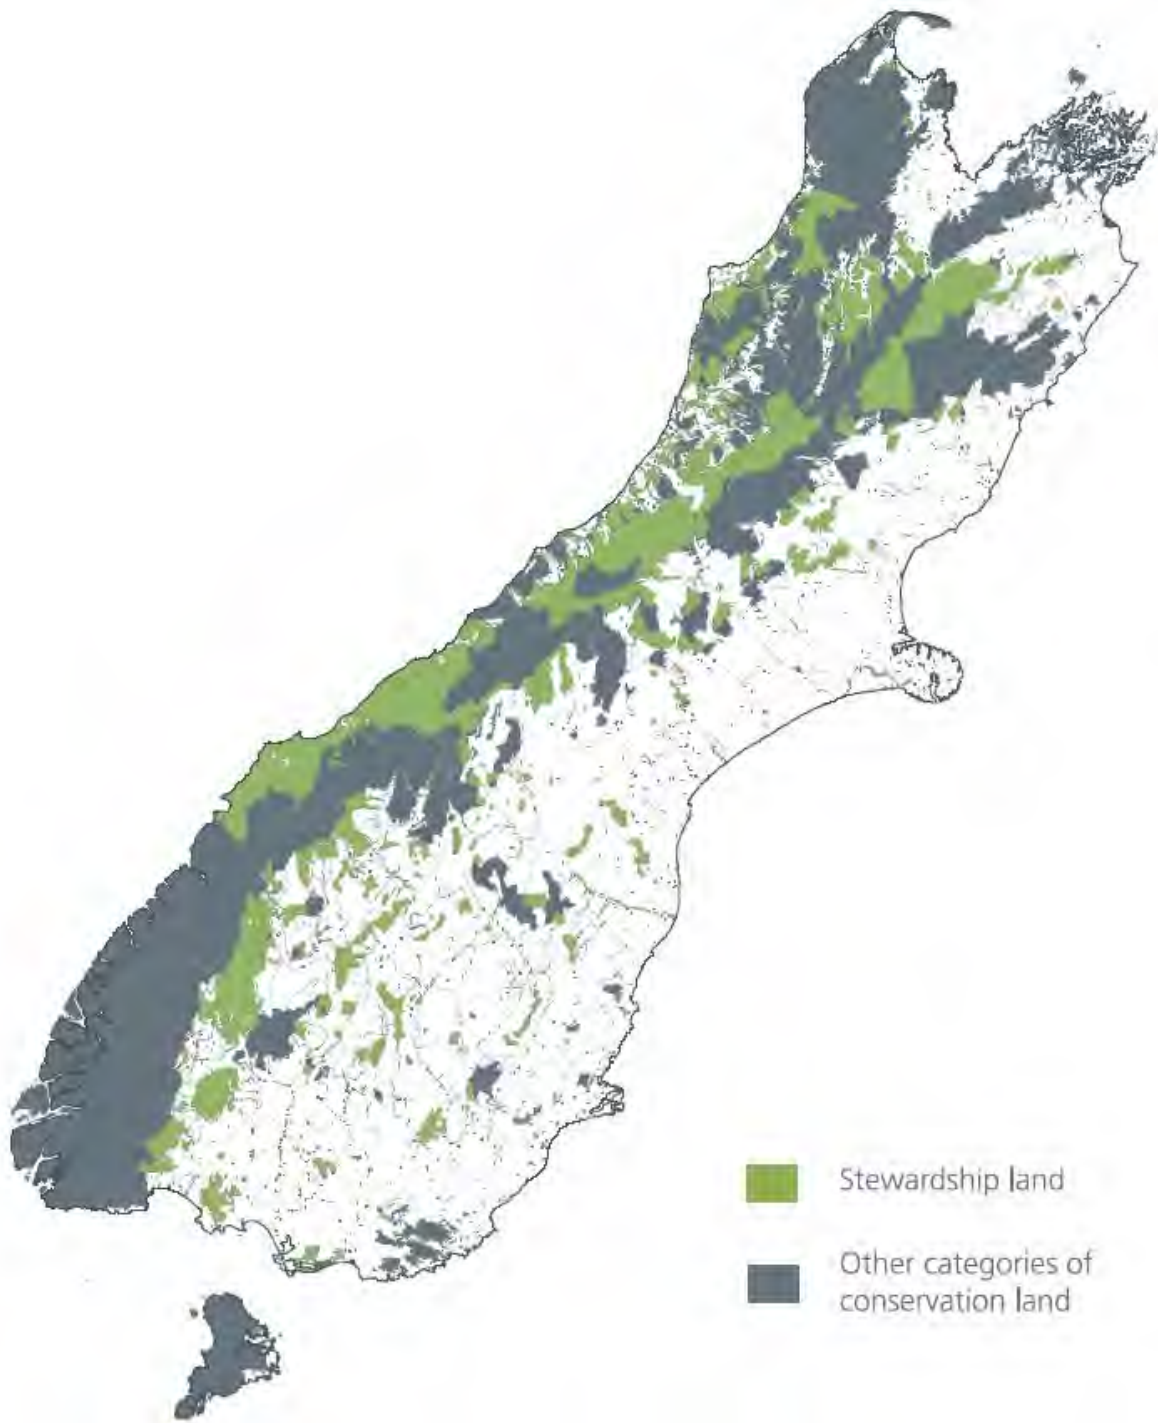 Stewardship land
Other categories of
conservation land